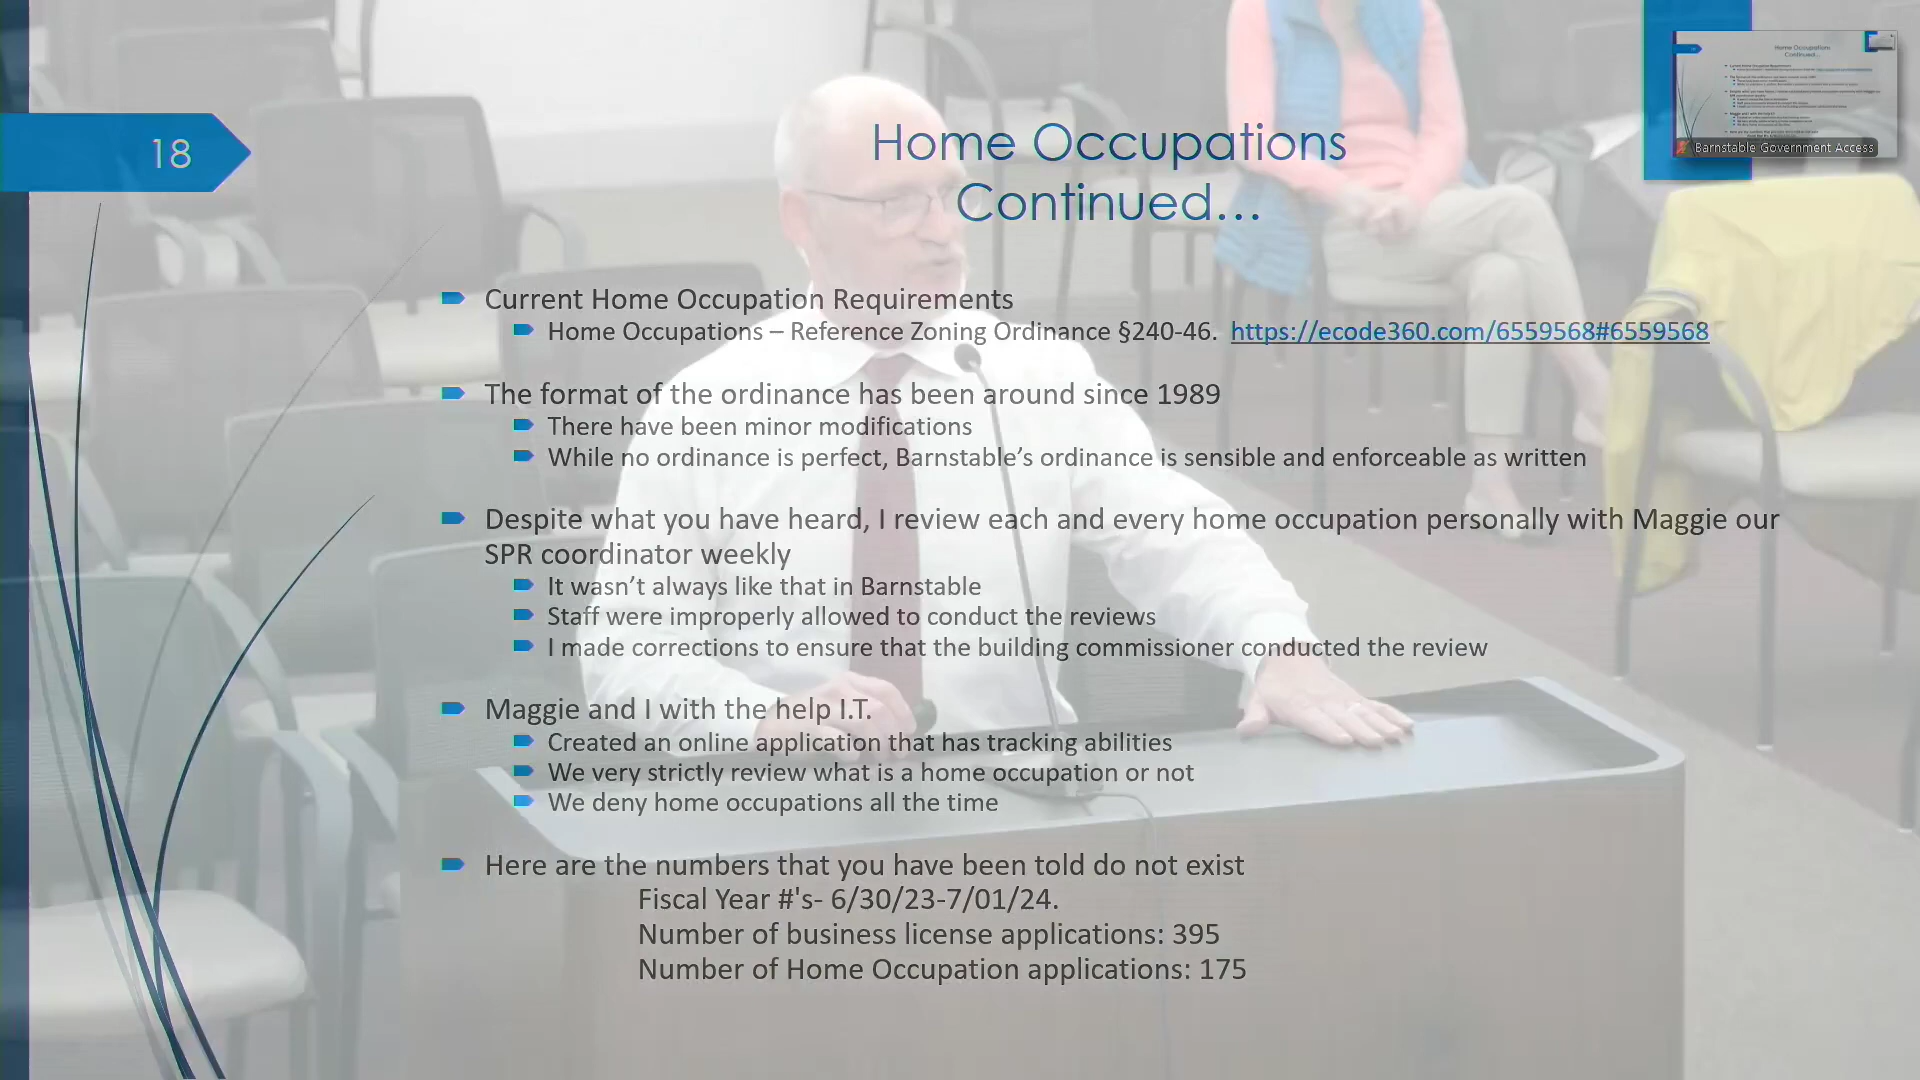 18
Home Occupations
Continued...
Barnstable Government Access
Current Home Occupation Requirements
Home Occupations – Reference Zoning Ordinance §240-46. https://ecode360.com/6559568#6559568
The format of the ordinance has been around since 1989
There have been minor modifications
While no ordinance is perfect, Barnstable’s ordinance is sensible and enforceable as written
Despite what you have heard, I review each and every home occupation personally with Maggie our
SPR coordinator weekly
It wasn’t always like that in Barnstable
Staff were improperly allowed to conduct the reviews
I made corrections to ensure that the building commissioner conducted the review
Maggie and I with the help I.T.
Created an online application that has tracking abilities
We very strictly review what is a home occupation or not
We deny home occupations all the time
Here are the numbers that you have been told do not exist
Fiscal Year #'s- 6/30/23-7/01/24.
Number of business license applications: 395
Number of Home Occupation applications: 175